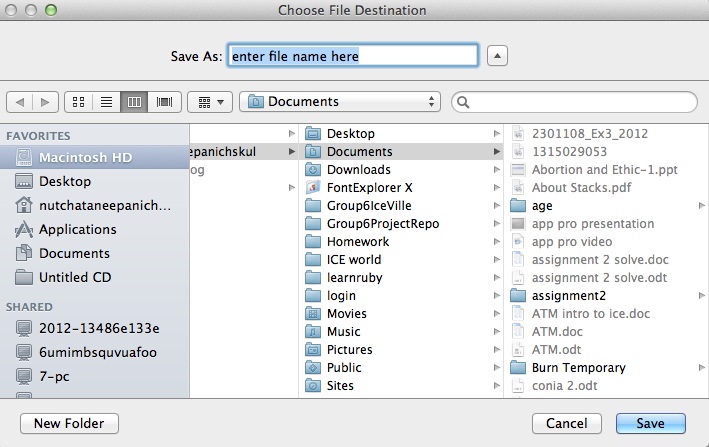 Choose File Destination
Save As: enter file name here
Documents
FAVORITES
Macintosh HD
Desktop
nutchataneepanich...
Applications
Documents
Untitled CD
SHARED
2012-13486e133e
6umimbsquvuafoo
7-pc
epanichskul
og
Desktop
Documents
Downloads
FontExplorer X
Group6IceVille
Group6ProjectRepo
Homework
ICE world
learnruby
login
Movies
Music
Pictures
Public
Sites
2301108_Ex3_2012
1315029053
Abortion and Ethic-1.ppt
About Stacks.pdf
age
app pro presentation
app pro video
assignment 2 solve.doc
assignment 2 solve.odt
assignment2
ATM intro to ice.doc
ATM.doc
ATM.odt
Burn Temporary
conia 2.odt
New Folder
Cancel
Save